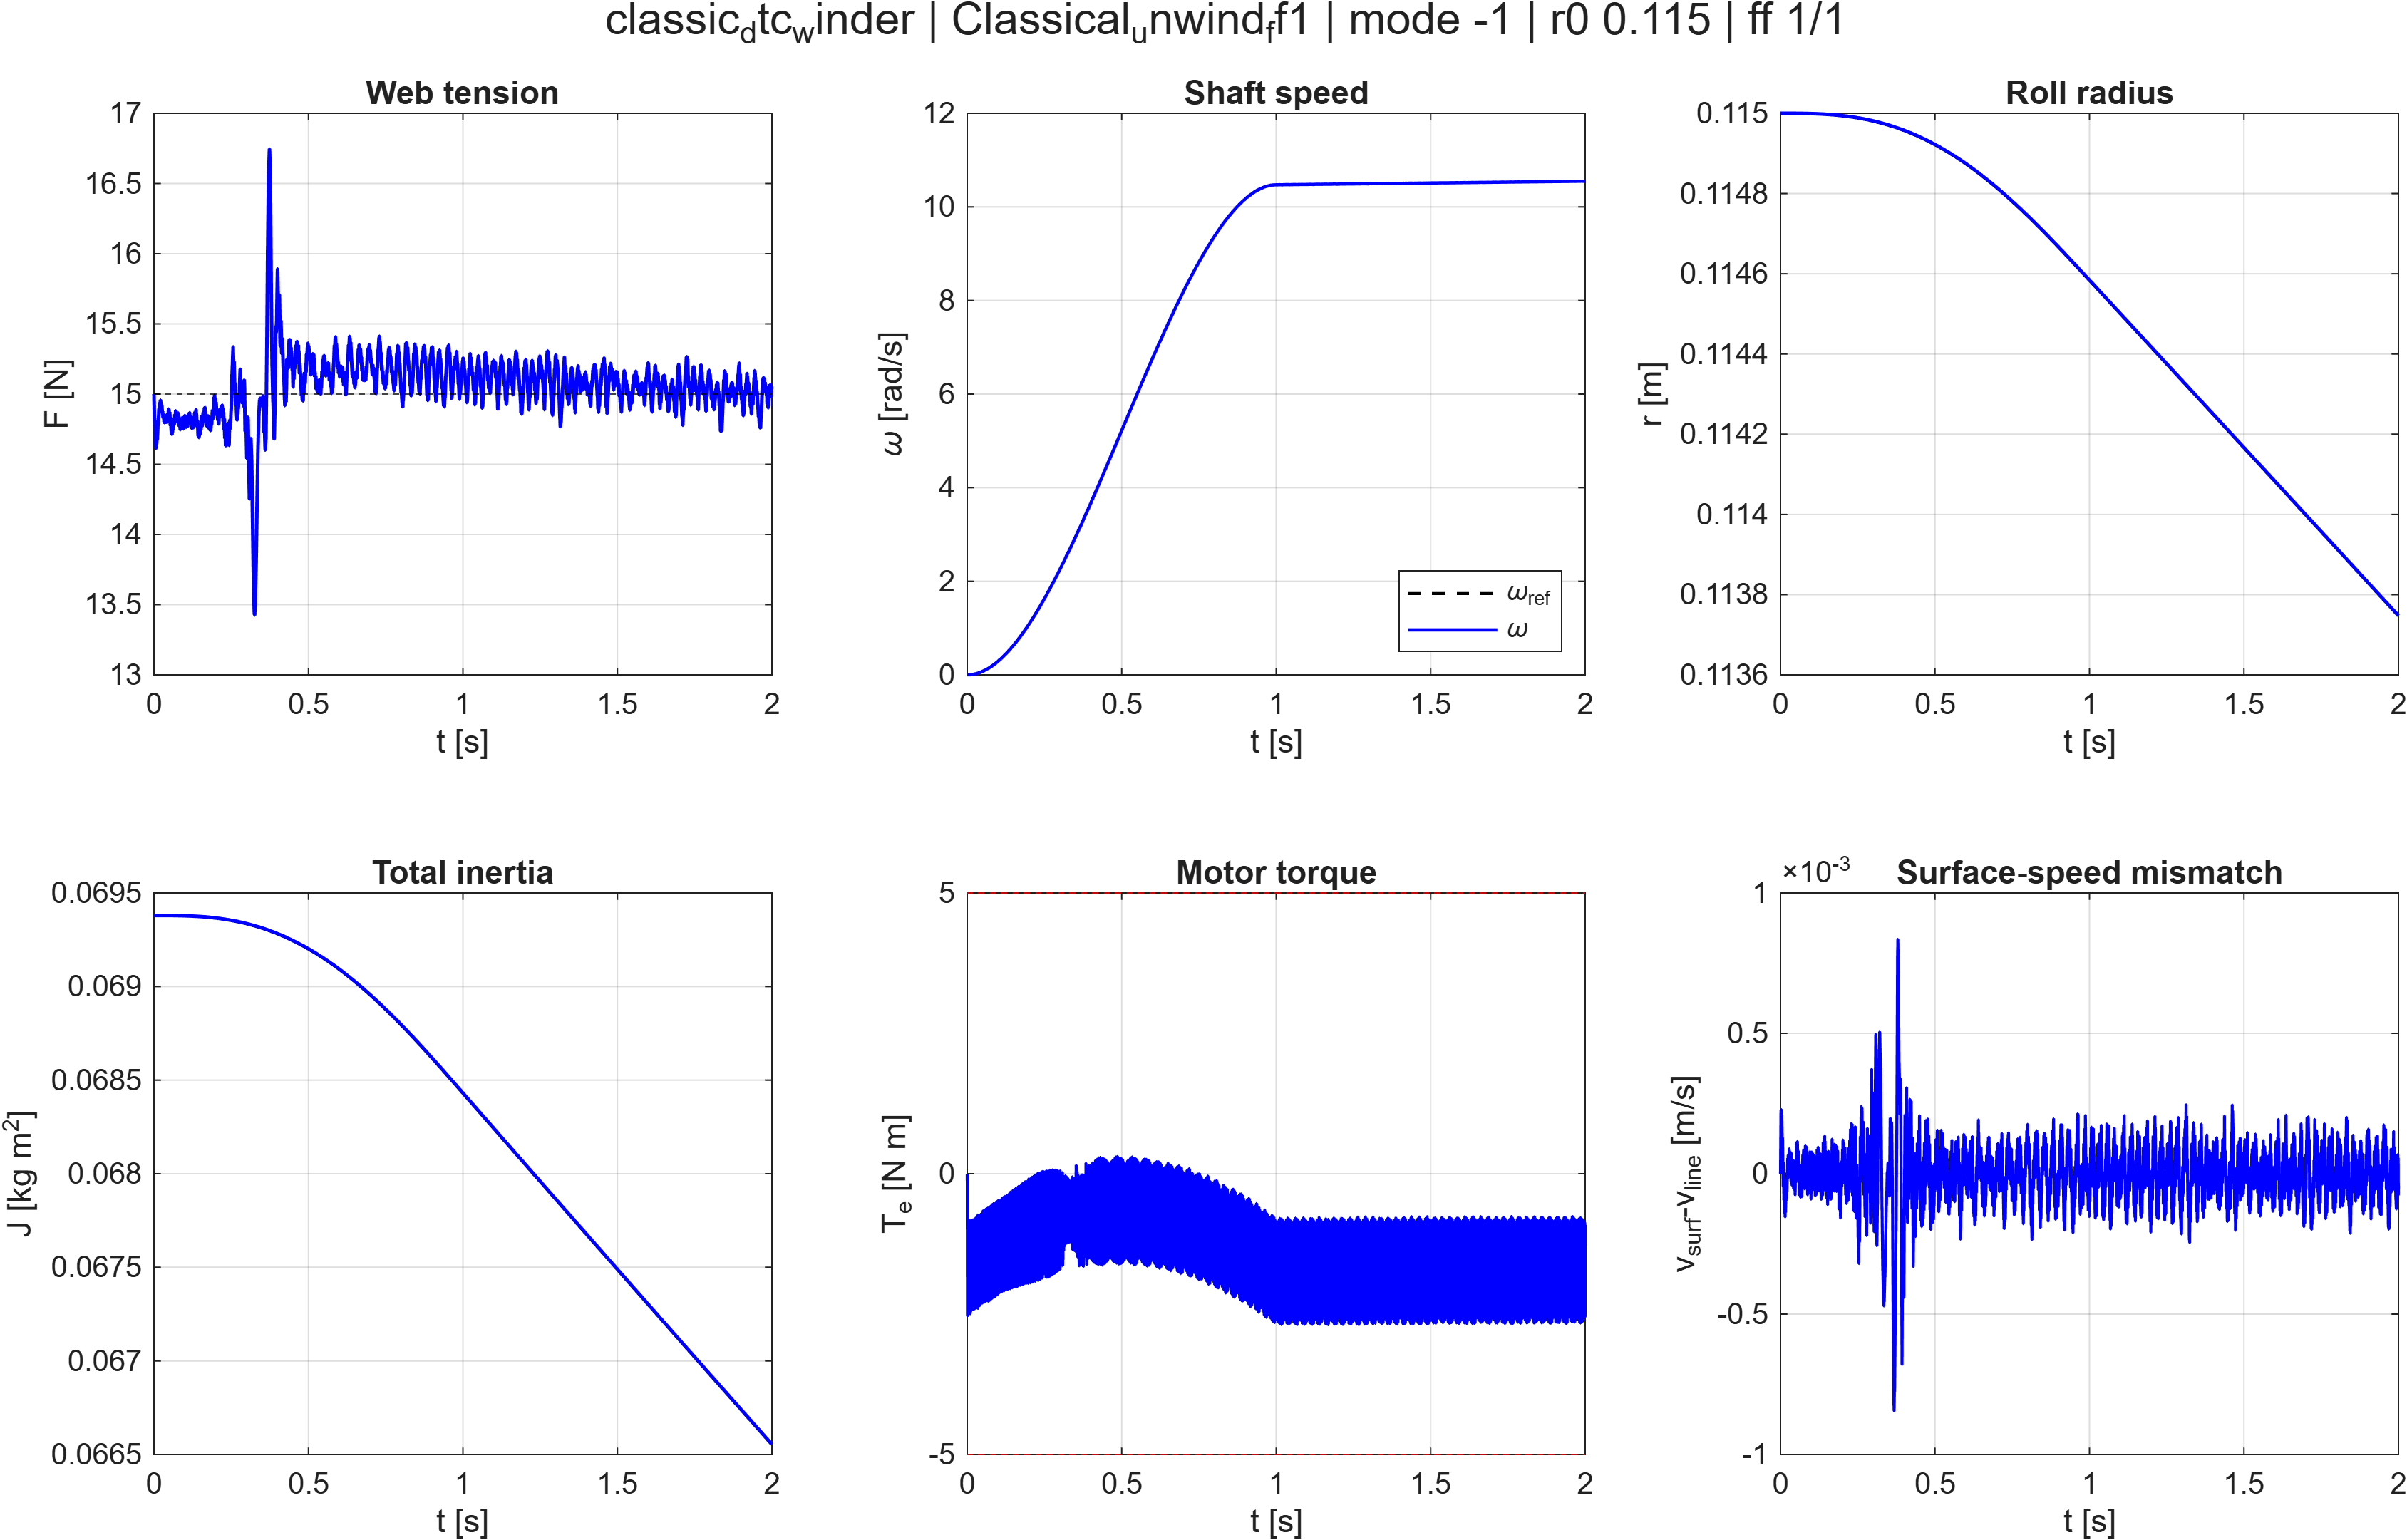 classic_dtc_winder | Classical_unwind_ff1 | mode -1 | r0 0.115 | ff 1/1
Web tension
17
16.5
16
15.5
15
14.5
14
13.5
13
F [N]
0 0.5 1 1.5 2
t [s]
Shaft speed
12
10
8
6
4
2
0
ω [rad/s]
ω_ref
ω
0 0.5 1 1.5 2
t [s]
Roll radius
0.115
0.1148
0.1146
0.1144
0.1142
0.114
0.1138
0.1136
r [m]
0 0.5 1 1.5 2
t [s]
Total inertia
0.0695
0.069
0.0685
0.068
0.0675
0.067
0.0665
J [kg m²]
0 0.5 1 1.5 2
t [s]
Motor torque
5
0
-5
T_e [N m]
0 0.5 1 1.5 2
t [s]
×10⁻³
Surface-speed mismatch
1
0.5
0
-0.5
-1
v_surf-v_line [m/s]
0 0.5 1 1.5 2
t [s]